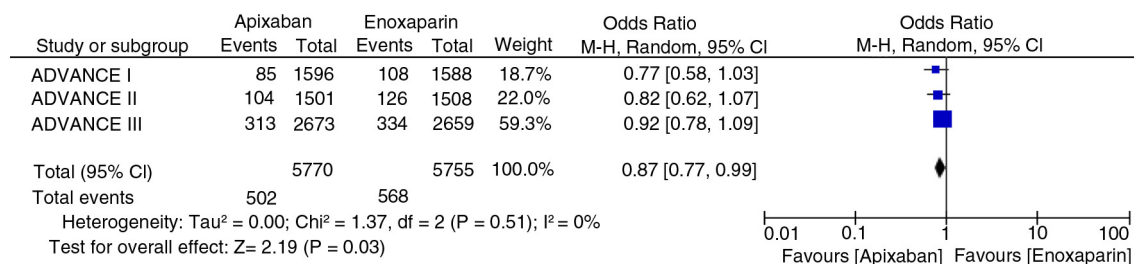 Apixaban Enoxaparin Odds Ratio Odds Ratio
Study or subgroup Events Total Events Total Weight M-H, Random, 95% CI M-H, Random, 95% CI
ADVANCE I 85 1596 108 1588 18.7% 0.77 [0.58, 1.03]
ADVANCE II 104 1501 126 1508 22.0% 0.82 [0.62, 1.07]
ADVANCE III 313 2673 334 2659 59.3% 0.92 [0.78, 1.09]
Total (95% CI) 5770 5755 100.0% 0.87 [0.77, 0.99]
Total events 502 568
Heterogeneity: Tau² = 0.00; Chi² = 1.37, df = 2 (P = 0.51); I² = 0%
Test for overall effect: Z= 2.19 (P = 0.03)
0.01 0.1 1 10 100
Favours [Apixaban] Favours [Enoxaparin]